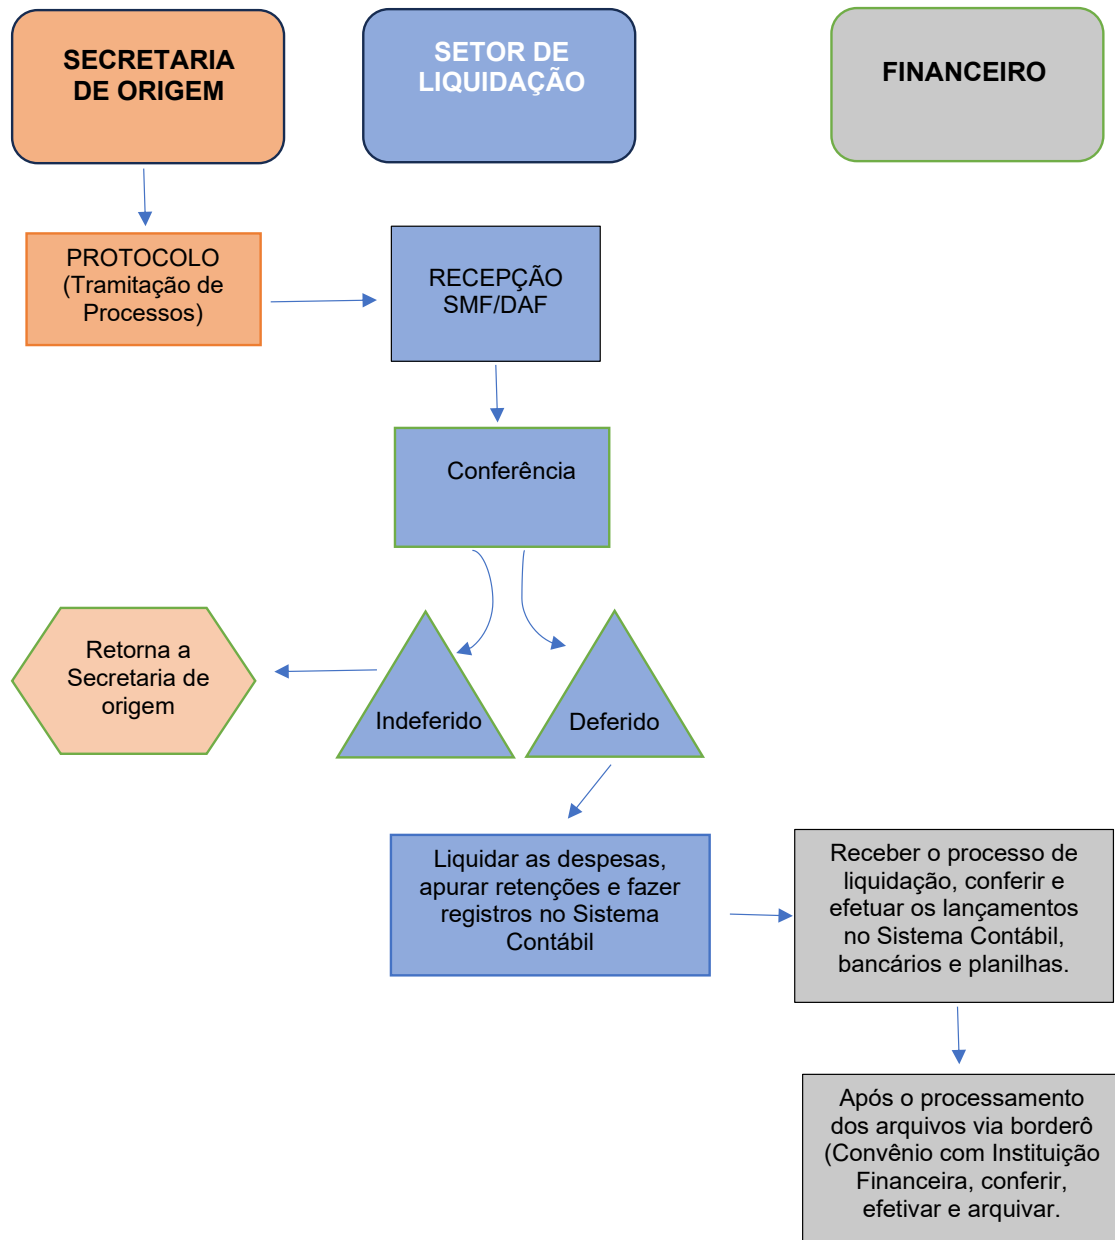 SECRETARIA
DE ORIGEM
SETOR DE
LIQUIDAÇÃO
FINANCEIRO
PROTOCOLO
(Tramitação de
Processos)
RECEPÇÃO
SMF/DAF
Conferência
Retorna a
Secretaria de
origem
Indeferido
Deferido
Liquidar as despesas,
apurar retenções e fazer
registros no Sistema
Contábil
Receber o processo de
liquidação, conferir e
efetuar os lançamentos
no Sistema Contábil,
bancários e planilhas.
Após o processamento
dos arquivos via borderô
(Convênio com Instituição
Financeira, conferir,
efetivar e arquivar.